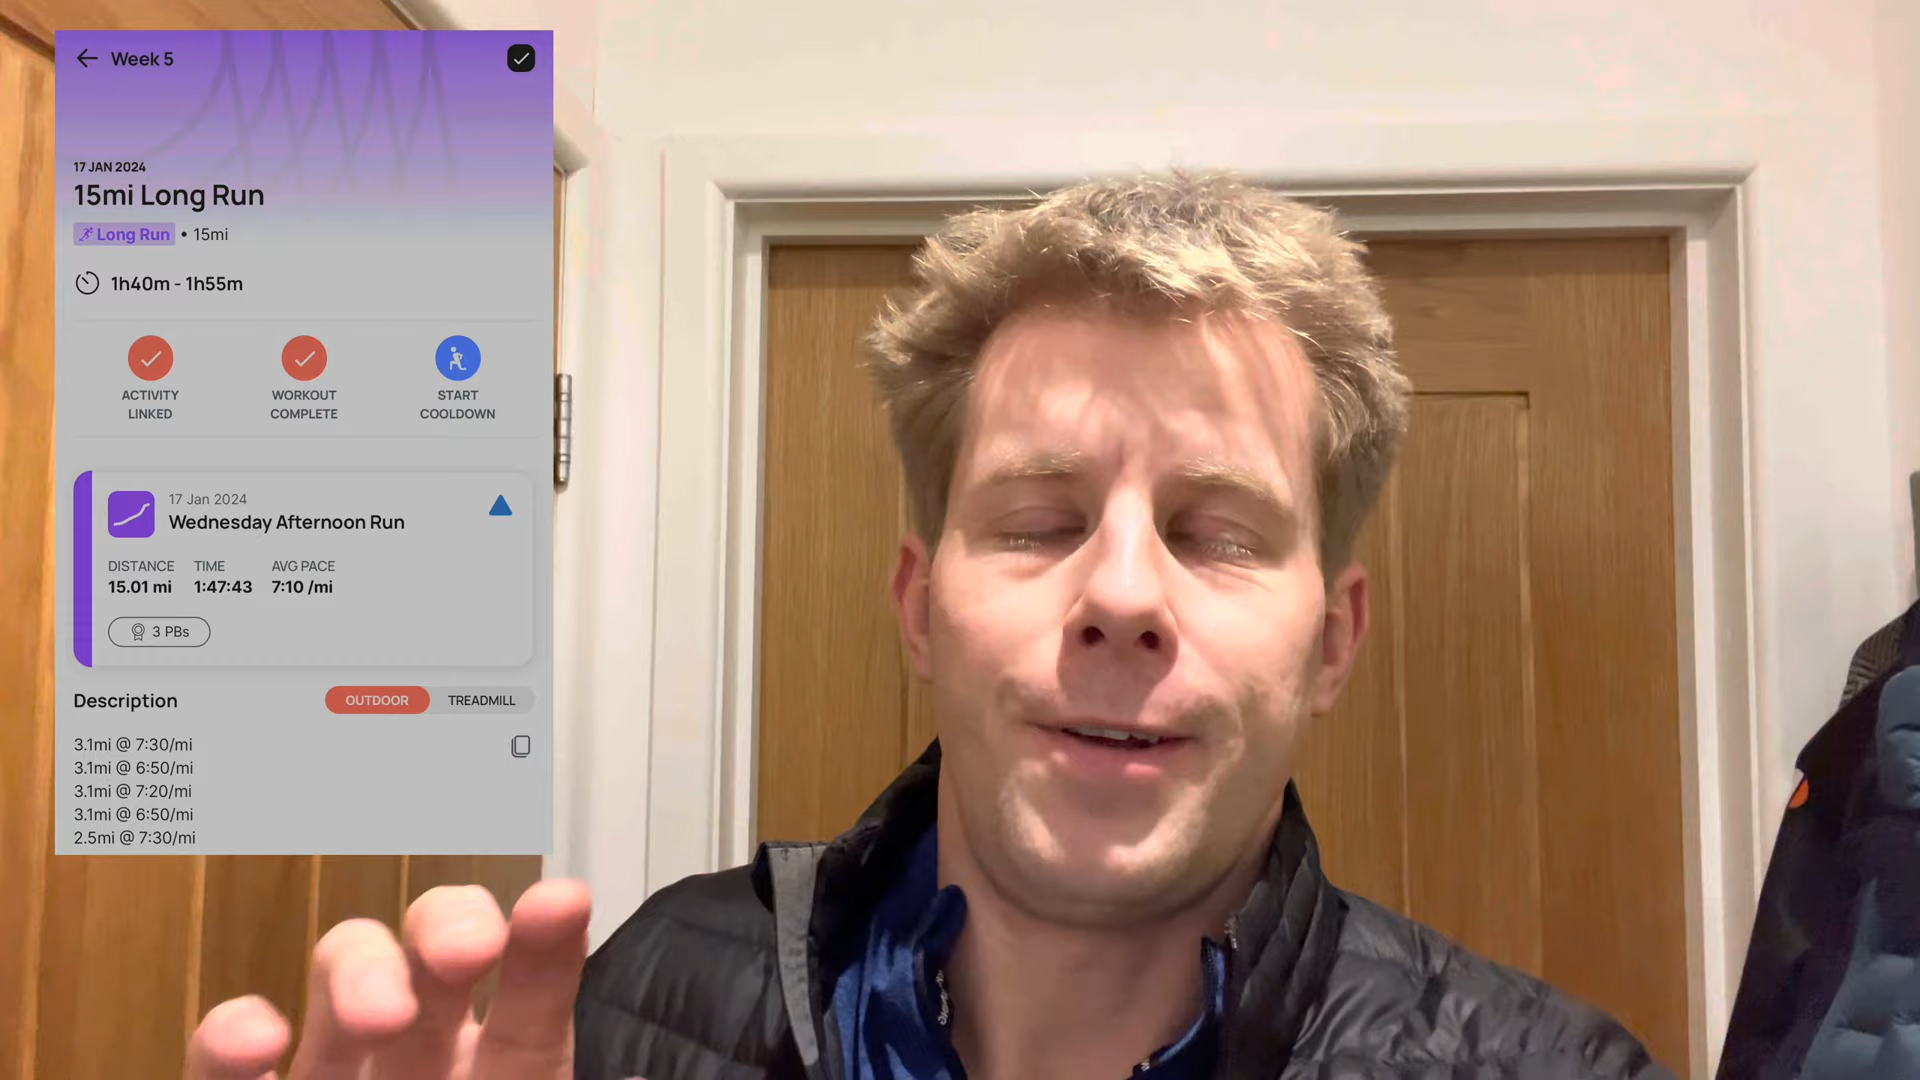 Week 5
17 JAN 2024
15mi Long Run
Long Run • 15mi
1h40m - 1h55m
ACTIVITY LINKED
WORKOUT COMPLETE
START COOLDOWN
17 Jan 2024
Wednesday Afternoon Run
DISTANCE TIME AVG PACE
15.01 mi 1:47:43 7:10 /mi
3 PBs
Description OUTDOOR TREADMILL
3.1mi @ 7:30/mi
3.1mi @ 6:50/mi
3.1mi @ 7:20/mi
3.1mi @ 6:50/mi
2.5mi @ 7:30/mi